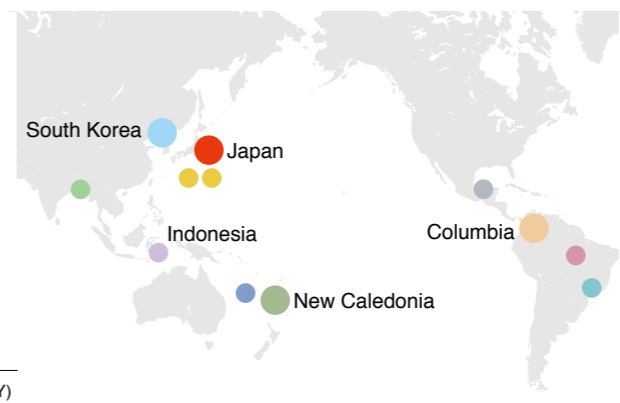 South Korea
Japan
Indonesia
Columbia
New Caledonia
Y)